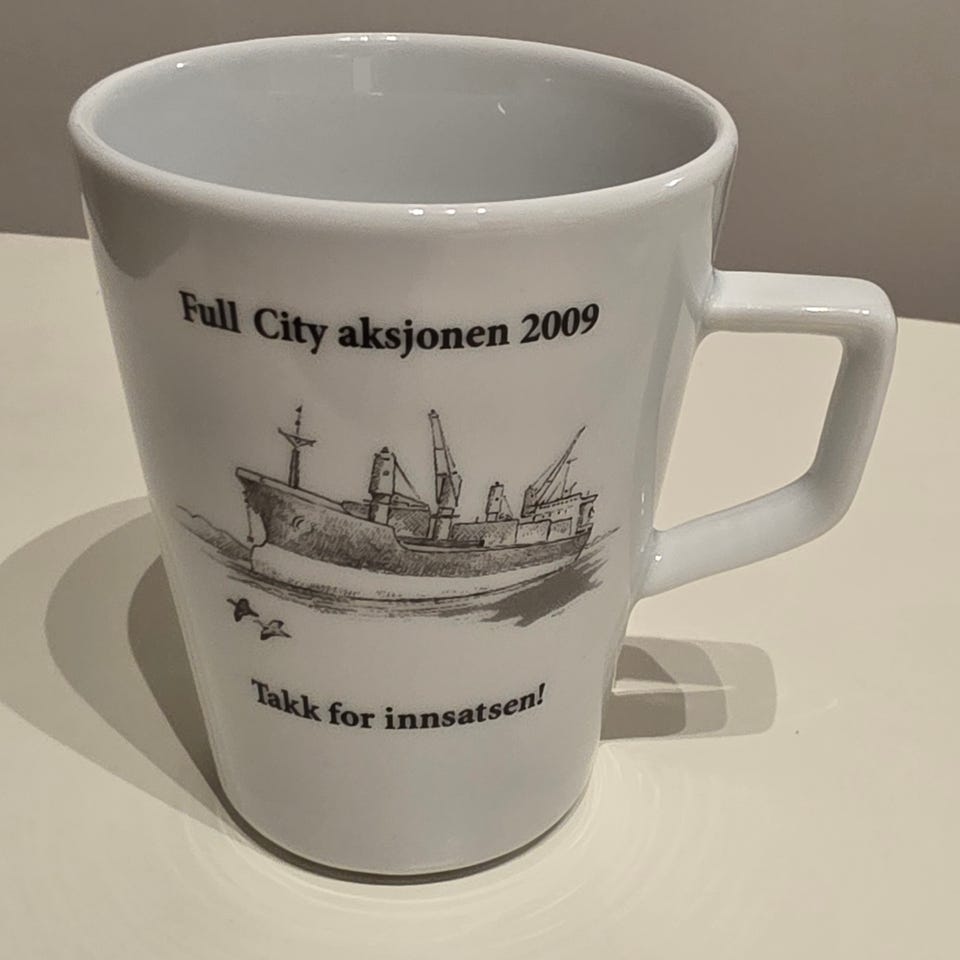 Full City aksjonen 2009
Takk for innsatsen!